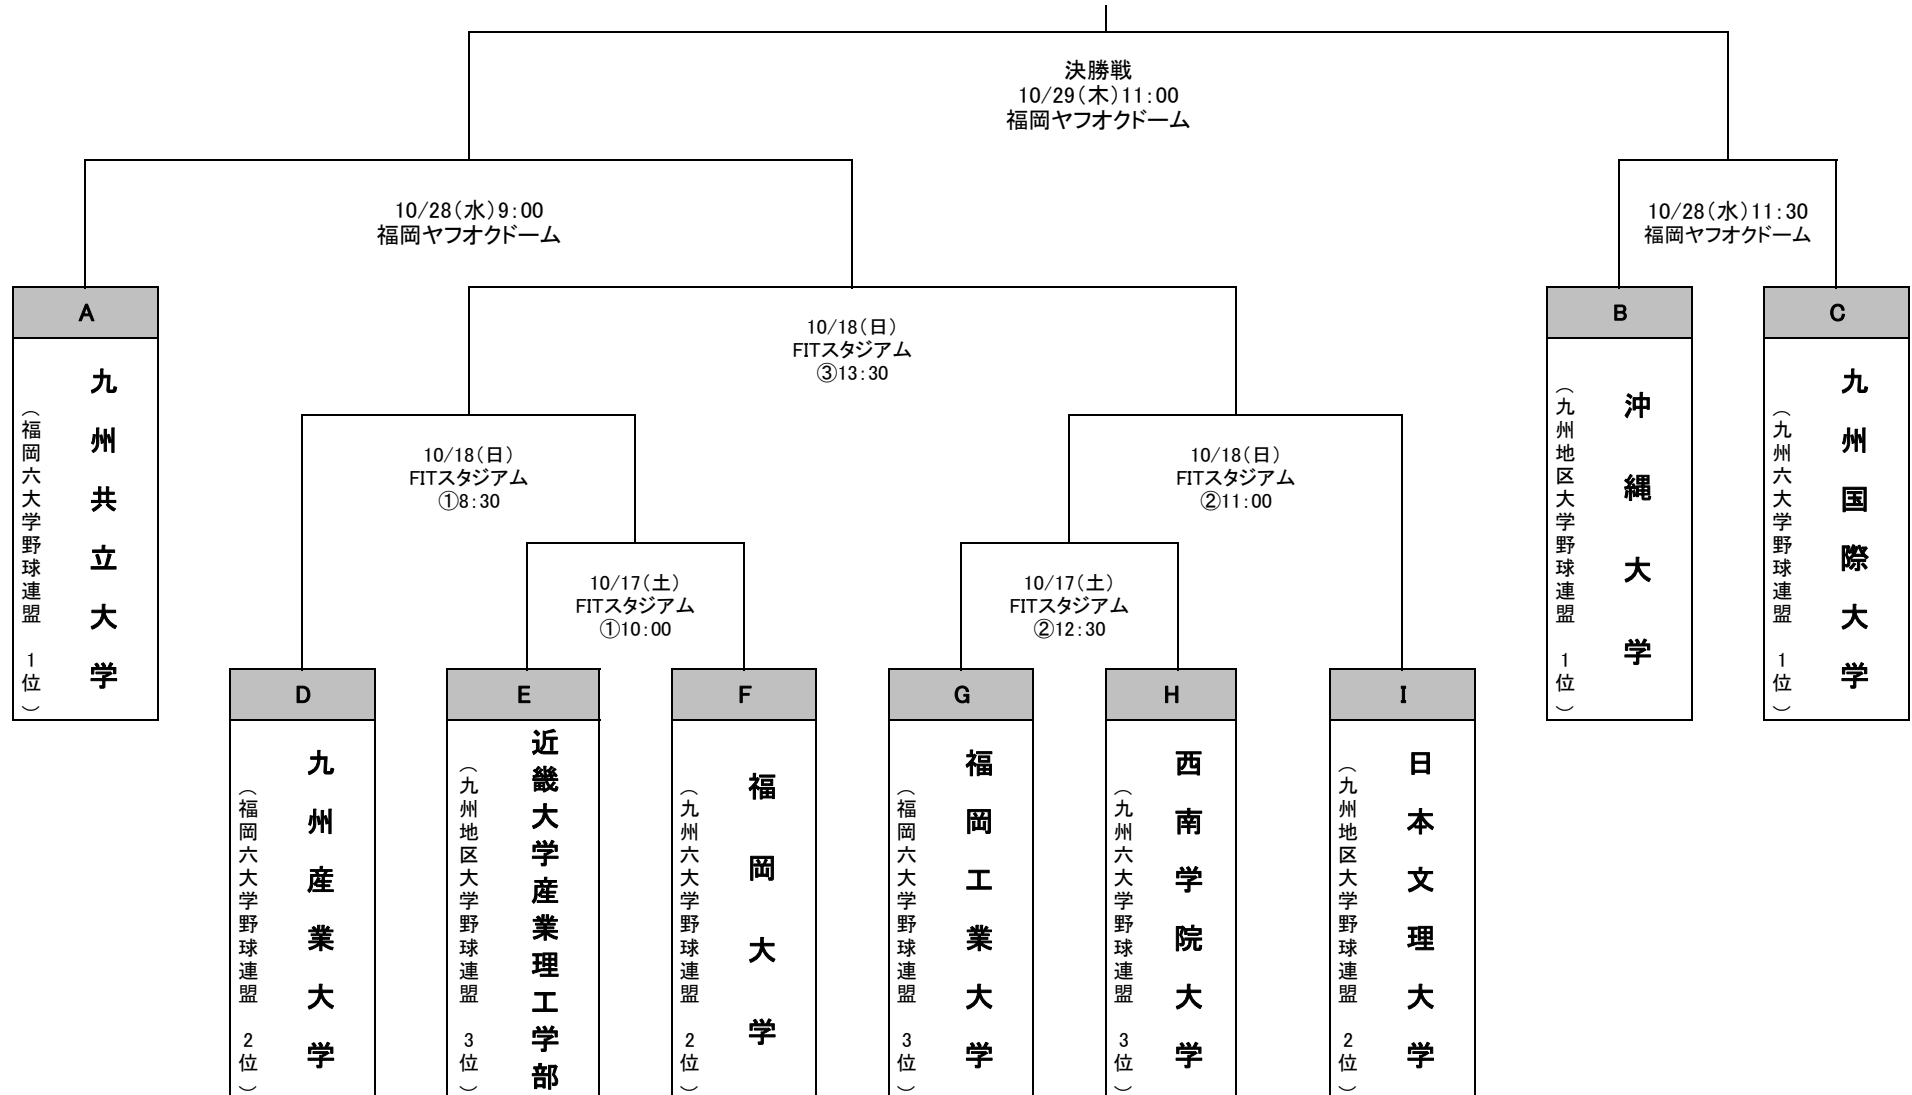 決勝戦
10/29(木)11:00
福岡ヤフオクドーム
10/28(水)9:00
福岡ヤフオクドーム
10/28(水)11:30
福岡ヤフオクドーム
A
九州共立大学
(福岡六大学野球連盟 1位)
B
沖縄大学
(九州地区大学野球連盟 1位)
C
九州国際大学
(九州六大学野球連盟 1位)
10/18(日)
FITスタジアム
③13:30
10/18(日)
FITスタジアム
①8:30
10/18(日)
FITスタジアム
②11:00
10/17(土)
FITスタジアム
①10:00
10/17(土)
FITスタジアム
②12:30
D
九州産業大学
(福岡六大学野球連盟 2位)
E
近畿大学産業理工学部
(九州地区大学野球連盟 3位)
F
福岡大学
(九州六大学野球連盟 2位)
G
福岡工業大学
(福岡六大学野球連盟 3位)
H
西南学院大学
(九州六大学野球連盟 3位)
I
日本文理大学
(九州地区大学野球連盟 2位)